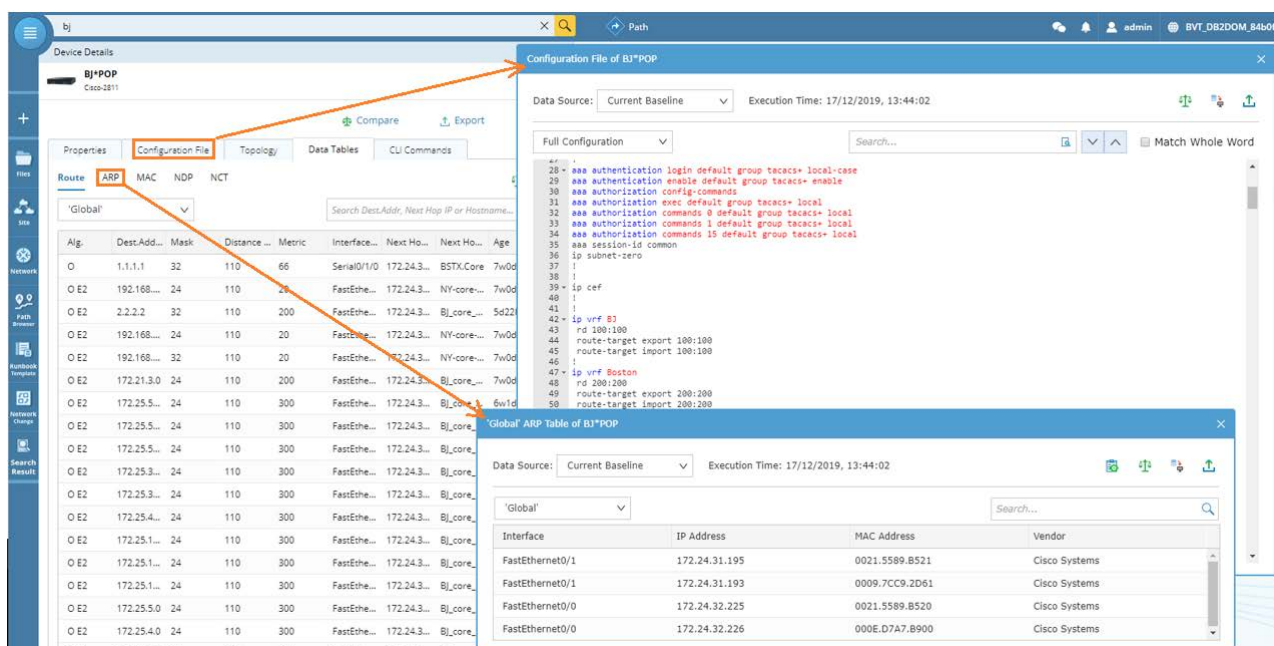 bj
Path
admin
BVT_DB2DOM_84b0
Device Details
BJ*POP
Cisco-2811
Compare
Export
Properties
Configuration File
Topology
Data Tables
CLI Commands
Route ARP MAC NDP NCT
'Global'
Search Dest.Addr, Next Hop IP or Hostname...
Alg. Dest.Add... Mask Distance ... Metric Interface... Next Ho... Next Ho... Age
O 1.1.1.1 32 110 66 Serial0/1/0 172.24.3... BSTX.Core 7w0d
O E2 192.168.... 24 110 20 FastEthe... 172.24.3... NY-core-... 7w0d
O E2 2.2.2.2 32 110 200 FastEthe... 172.24.3... BJ_core_... 5d22
O E2 192.168.... 24 110 20 FastEthe... 172.24.3... NY-core-... 7w0d
O E2 192.168.... 32 110 20 FastEthe... 172.24.3... NY-core-... 7w0d
O E2 172.21.3.0 24 110 200 FastEthe... 172.24.3... BJ_core_... 7w0d
O E2 172.25.5... 24 110 300 FastEthe... 172.24.3... BJ_core_ 6w1d
O E2 172.25.5... 24 110 300 FastEthe... 172.24.3... BJ_core_
O E2 172.25.5... 24 110 300 FastEthe... 172.24.3... BJ_core_
O E2 172.25.3... 24 110 300 FastEthe... 172.24.3... BJ_core_
O E2 172.25.3... 24 110 300 FastEthe... 172.24.3... BJ_core_
O E2 172.25.4... 24 110 300 FastEthe... 172.24.3... BJ_core_
O E2 172.25.1... 24 110 300 FastEthe... 172.24.3... BJ_core_
O E2 172.25.1... 24 110 300 FastEthe... 172.24.3... BJ_core_
O E2 172.25.1... 24 110 300 FastEthe... 172.24.3... BJ_core_
O E2 172.25.5.0 24 110 300 FastEthe... 172.24.3... BJ_core_
O E2 172.25.4.0 24 110 300 FastEthe... 172.24.3... BJ_core_
Files
Site
Network
Path
Browser
Runbook
Template
Network
Change
Search
Result
Configuration File of BJ*POP
Data Source: Current Baseline Execution Time: 17/12/2019, 13:44:02
Full Configuration
Search...
Match Whole Word
27 !
28 aaa authentication login default group tacacs+ local-case
29 aaa authentication enable default group tacacs+ enable
30 aaa authorization config-commands
31 aaa authorization exec default group tacacs+ local
32 aaa authorization commands 0 default group tacacs+ local
33 aaa authorization commands 1 default group tacacs+ local
34 aaa authorization commands 15 default group tacacs+ local
35 aaa session-id common
36 ip subnet-zero
37 !
38 !
39 ip cef
40 !
41 !
42 ip vrf BJ
43 rd 100:100
44 route-target export 100:100
45 route-target import 100:100
46 !
47 ip vrf Boston
48 rd 200:200
49 route-target export 200:200
50 route-target import 200:200
'Global' ARP Table of BJ*POP
Data Source: Current Baseline Execution Time: 17/12/2019, 13:44:02
'Global'
Search...
Interface IP Address MAC Address Vendor
FastEthernet0/1 172.24.31.195 0021.5589.B521 Cisco Systems
FastEthernet0/1 172.24.31.193 0009.7CC9.2D61 Cisco Systems
FastEthernet0/0 172.24.32.225 0021.5589.B520 Cisco Systems
FastEthernet0/0 172.24.32.226 000E.D7A7.B900 Cisco Systems